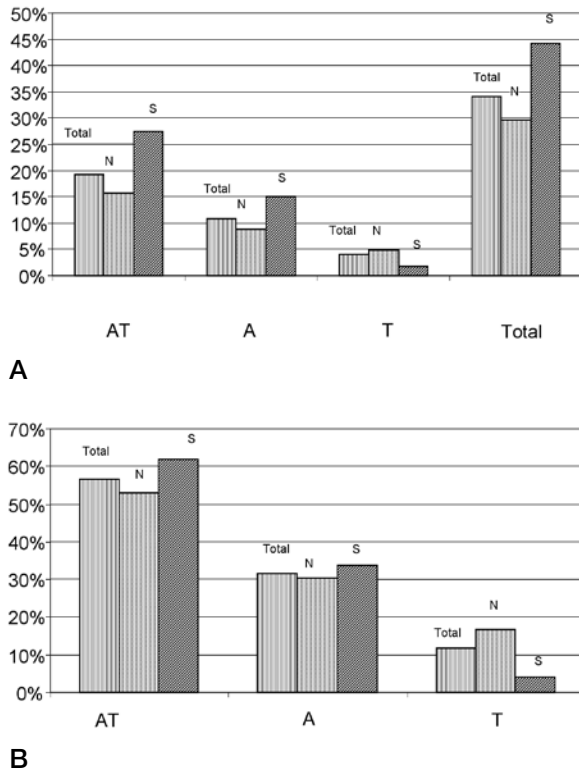 50%
45%
40%
35%
30%
25%
20%
15%
10%
5%
0%
Total N S
Total N S
Total N S
Total N S
AT A T Total
A
70%
60%
50%
40%
30%
20%
10%
0%
Total N S
Total N S
Total N S
AT A T
B